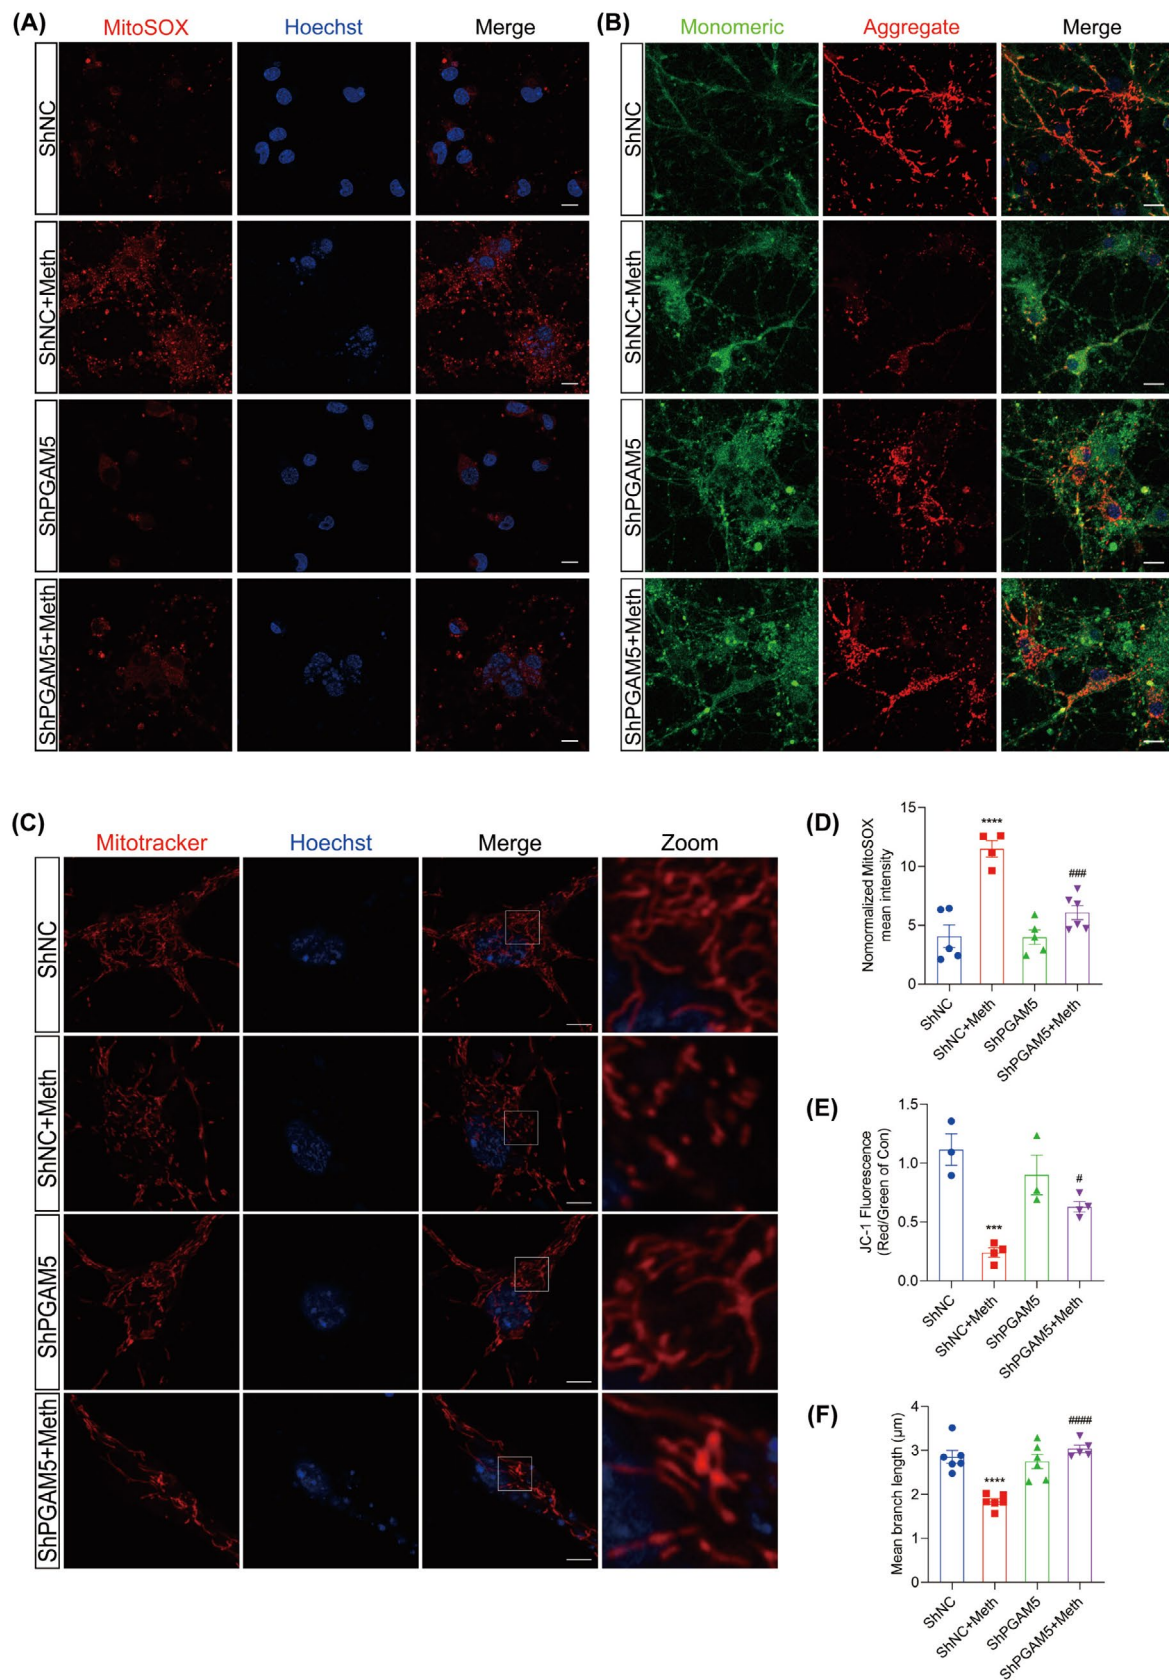 (A)
MitoSOX Hoechst Merge
ShNC
ShNC+Meth
ShPGAM5
ShPGAM5+Meth
(B)
Monomeric Aggregate Merge
ShNC
ShNC+Meth
ShPGAM5
ShPGAM5+Meth
(C)
Mitotracker Hoechst Merge Zoom
ShNC
ShNC+Meth
ShPGAM5
ShPGAM5+Meth
(D)
Nomormalized MitoSOX
mean intensity
15
10
5
0
****
###
ShNC
ShNC+Meth
ShPGAM5
ShPGAM5+Meth
(E)
JC-1 Fluorescence
(Red/Green of Con)
1.5
1.0
0.5
0.0
***
#
ShNC
ShNC+Meth
ShPGAM5
ShPGAM5+Meth
(F)
Mean branch length (μm)
4
3
2
1
0
****
####
ShNC
ShNC+Meth
ShPGAM5
ShPGAM5+Meth